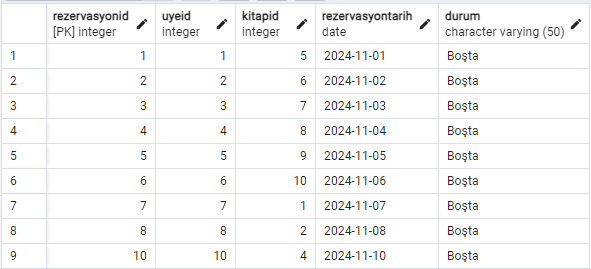 rezervasyonid uyeid kitapid rezervasyontarih durum
[PK] integer integer integer date character varying (50)
1 1 1 5 2024-11-01 Boşta
2 2 2 6 2024-11-02 Boşta
3 3 3 7 2024-11-03 Boşta
4 4 4 8 2024-11-04 Boşta
5 5 5 9 2024-11-05 Boşta
6 6 6 10 2024-11-06 Boşta
7 7 7 1 2024-11-07 Boşta
8 8 8 2 2024-11-08 Boşta
9 10 10 4 2024-11-10 Boşta